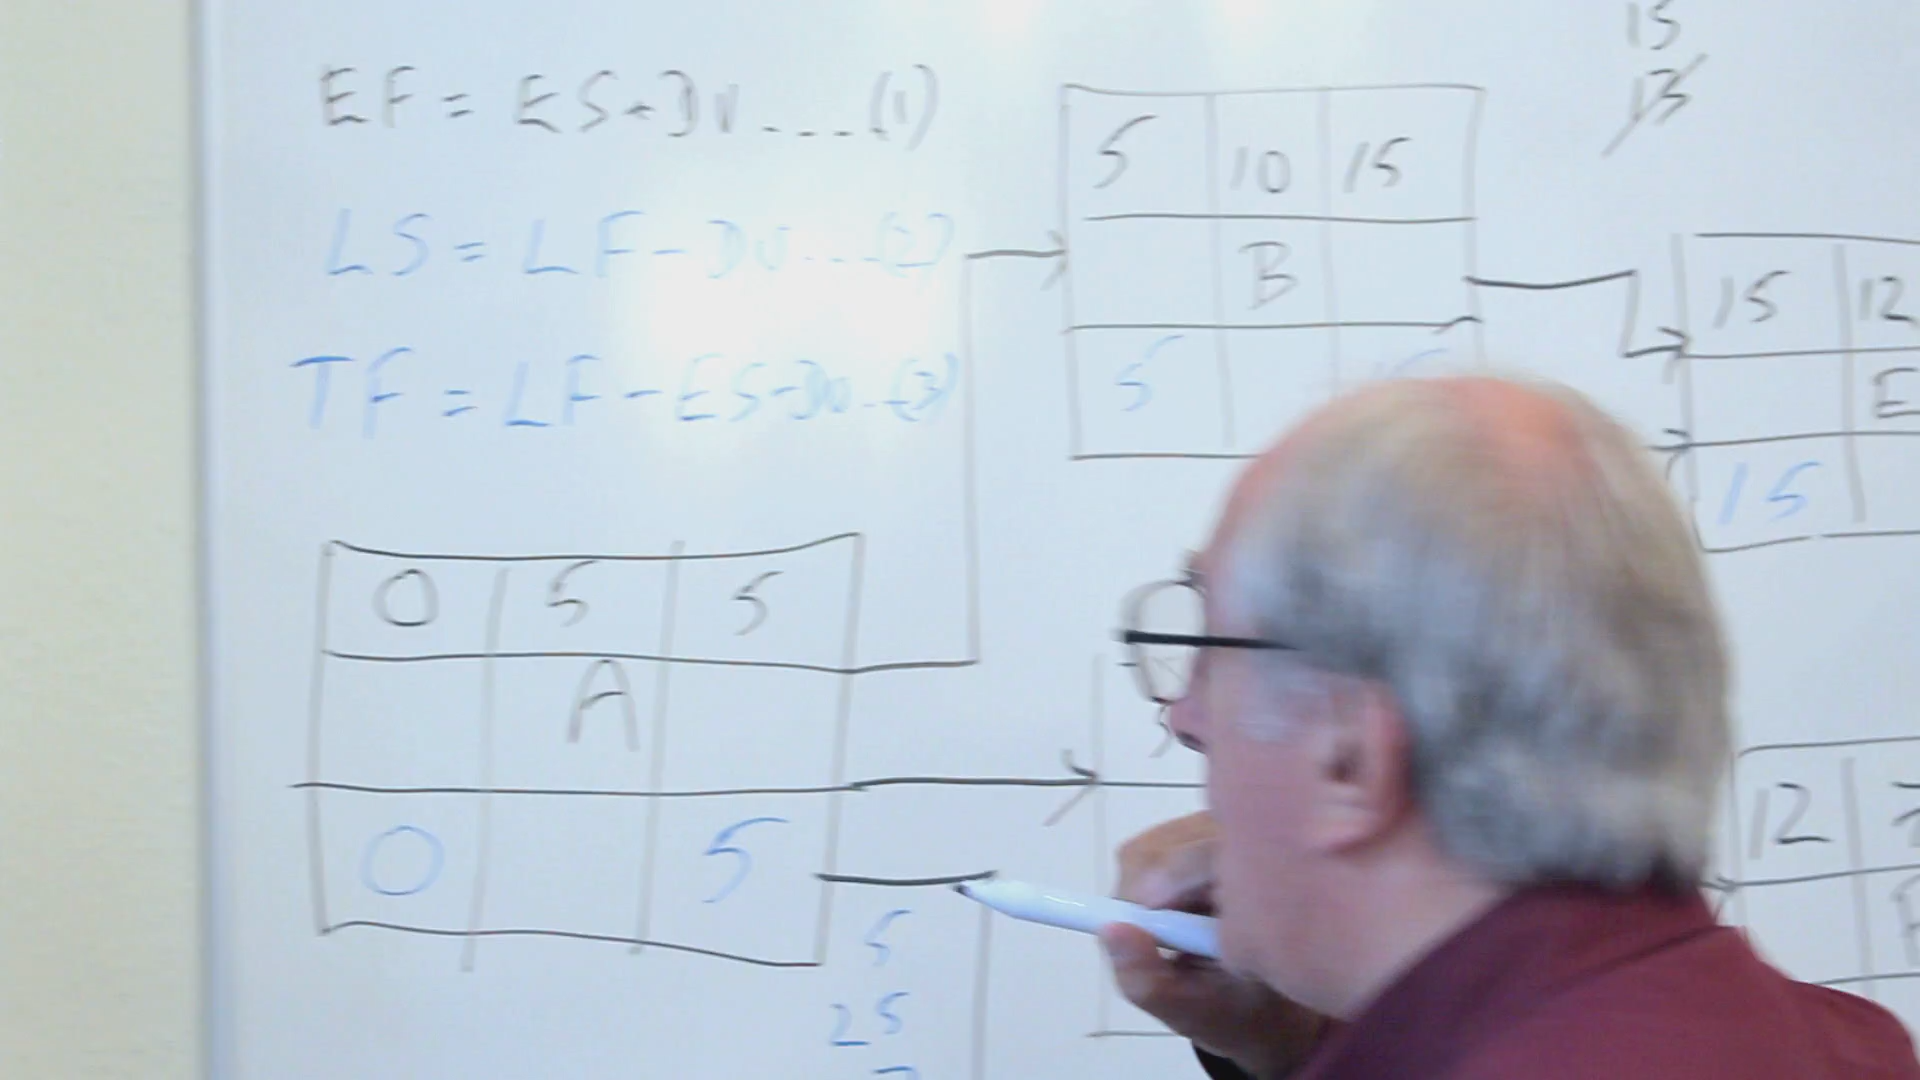 EF = ES + Du .... (1)
LS = LF - Du .... (2)
TF = LF - ES - Du .. (3)
0 5 5
A
0 5
5
25
5 10 15
B
5
15
15
15 12
E
15
12